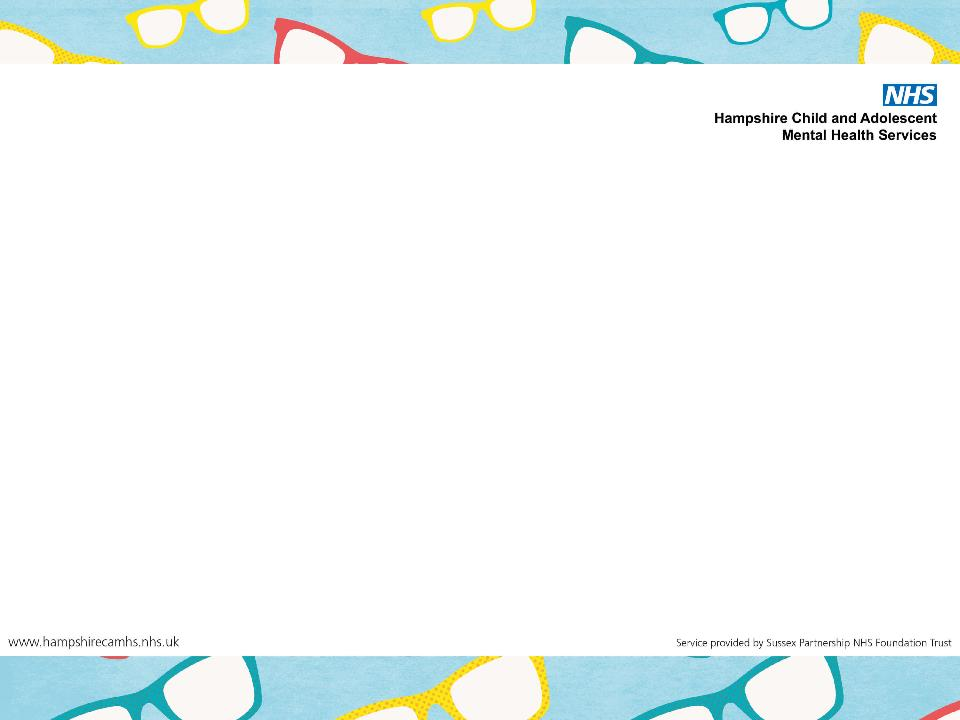 NHS
Hampshire Child and Adolescent
Mental Health Services
www.hampshirecamhs.nhs.uk
Service provided by Sussex Partnership NHS Foundation Trust